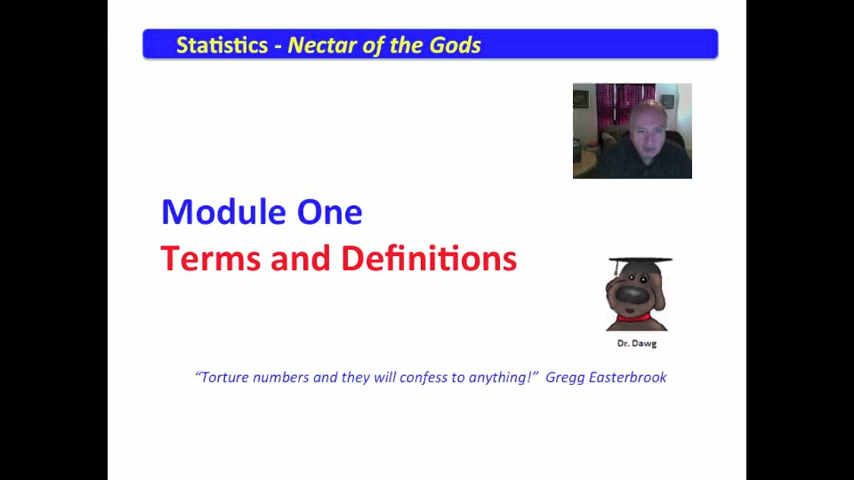 Statistics - Nectar of the Gods
Module One
Terms and Definitions
Dr. Dawg
“Torture numbers and they will confess to anything!” Gregg Easterbrook